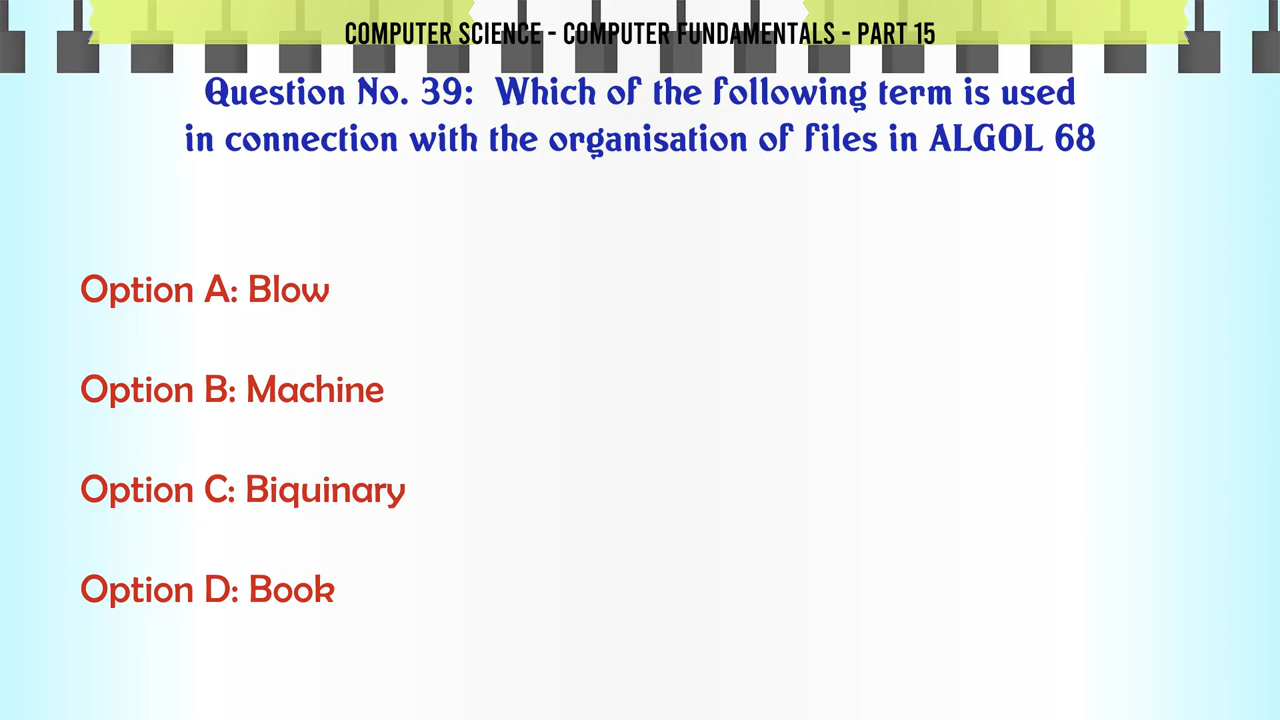 COMPUTER SCIENCE - COMPUTER FUNDAMENTALS - PART 15
Question No. 39: Which of the following term is used
in connection with the organisation of files in ALGOL 68
Option A: Blow
Option B: Machine
Option C: Biquinary
Option D: Book